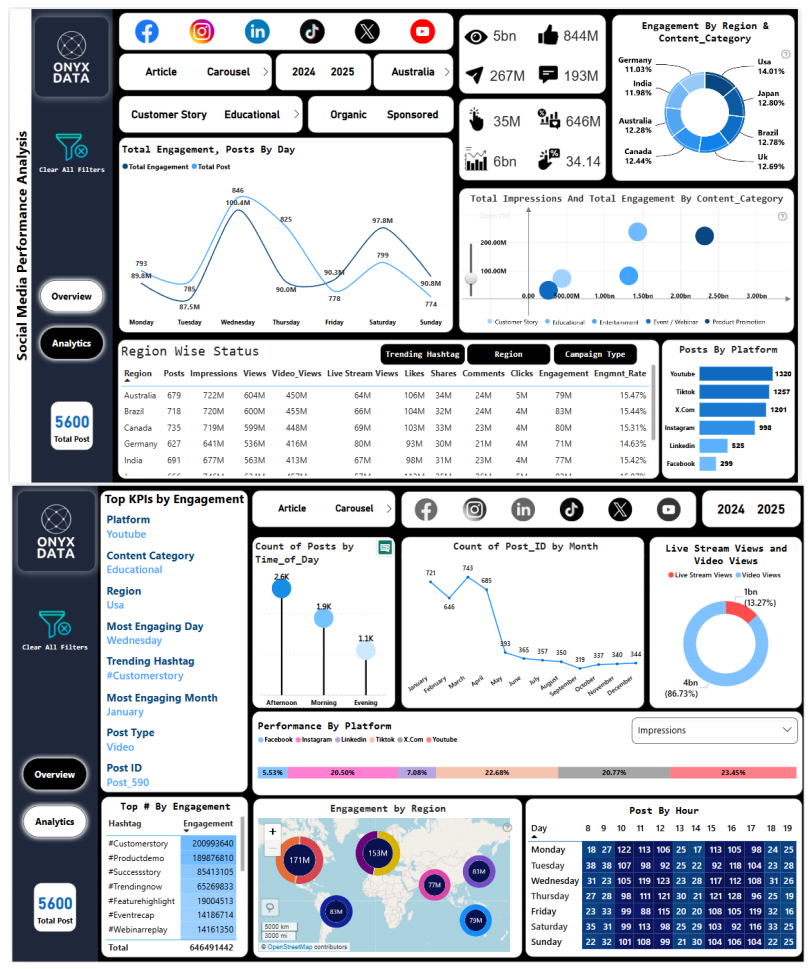 Social Media Performance Analysis
ONYX
DATA
Clear All Filters
Overview
Analytics
5600
Total Post
Article Carousel
2024 2025
Australia
Customer Story Educational
Organic Sponsored
5bn 844M
267M 193M
35M 646M
6bn 34.14
Engagement By Region &
Content_Category
Germany
11.03%
India
11.98%
Australia
12.28%
Canada
12.44%
Usa
14.01%
Japan
12.80%
Brazil
12.78%
Uk
12.69%
Total Engagement, Posts By Day
Total Engagement Total Post
793
89.8M
785
87.5M
846
100.4M
825
90.0M
90.3M
778
97.8M
799
90.8M
774
Monday Tuesday Wednesday Thursday Friday Saturday Sunday
Total Impressions And Total Engagement By Content_Category
200.00M
100.00M
0.00 500.00M 1.00bn 1.50bn 2.00bn 2.50bn 3.00bn
Customer Story Educational Entertainment Event / Webinar Product Promotion
Region Wise Status
Trending Hashtag Region Campaign Type
Region Posts Impressions Views Video_Views Live Stream Views Likes Shares Comments Clicks Engagement Engmnt_Rate
Australia 679 722M 604M 450M 64M 106M 34M 24M 5M 79M 15.47%
Brazil 718 720M 600M 455M 66M 104M 32M 24M 4M 83M 15.44%
Canada 735 719M 599M 448M 69M 103M 33M 23M 4M 80M 15.31%
Germany 627 641M 536M 416M 80M 93M 30M 21M 4M 71M 14.63%
India 691 677M 563M 413M 67M 98M 31M 23M 4M 77M 15.42%
Posts By Platform
Youtube 1320
Tiktok 1257
X.Com 1201
Instagram 998
Linkedin 525
Facebook 299
ONYX
DATA
Clear All Filters
Overview
Analytics
5600
Total Post
Top KPIs by Engagement
Platform
Youtube
Content Category
Educational
Region
Usa
Most Engaging Day
Wednesday
Trending Hashtag
#Customerstory
Most Engaging Month
January
Post Type
Video
Post ID
Post_590
Article Carousel
2024 2025
Count of Posts by
Time_of_Day
2.6K
1.9K
1.1K
Afternoon Morning Evening
Count of Post_ID by Month
721
646
743
685
393
365
357
350
319
337
340
344
January February March April May June July August September October November December
Live Stream Views and
Video Views
Live Stream Views Video Views
1bn
(13.27%)
4bn
(86.73%)
Performance By Platform
Impressions
Facebook Instagram Linkedin Tiktok X.Com Youtube
5.53% 20.50% 7.08% 22.68% 20.77% 23.45%
Top # By Engagement
Hashtag Engagement
#Customerstory 200993640
#Productdemo 189876810
#Successstory 85413105
#Trendingnow 65269833
#Featurehighlight 19004513
#Eventrecap 14186714
#Webinarreplay 14161350
Total 646491442
Engagement by Region
171M
153M
83M
77M
83M
79M
5000 km
3000 mi
© OpenStreetMap contributors
Post By Hour
Day 8 9 10 11 12 13 14 15 16 17 18 19
Monday 18 27 122 113 106 25 17 113 105 98 24 25
Tuesday 38 38 107 98 92 25 22 92 118 104 23 28
Wednesday 31 23 105 119 123 23 28 117 112 108 31 26
Thursday 27 28 98 111 121 30 21 121 128 96 25 19
Friday 23 33 99 88 115 20 20 108 105 119 32 16
Saturday 35 31 99 113 98 25 29 103 92 116 33 25
Sunday 22 32 101 108 99 21 30 104 106 104 22 25